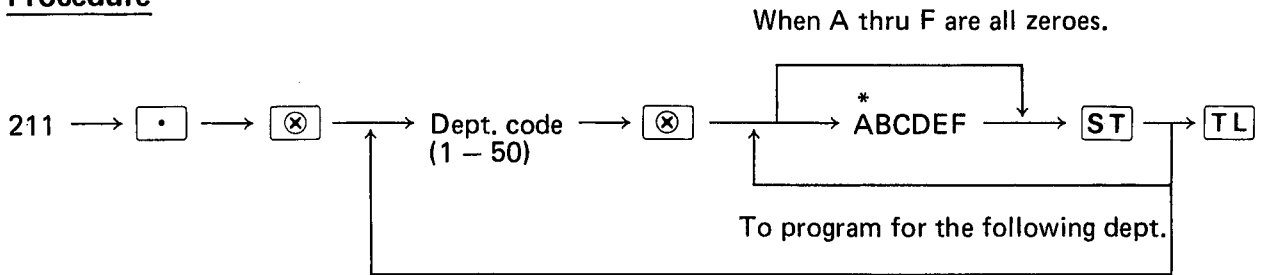 Procedure
When A thru F are all zeroes.
211 • ⊗ Dept. code ⊗ *ABCDEF ST TL
(1 – 50)
To program for the following dept.